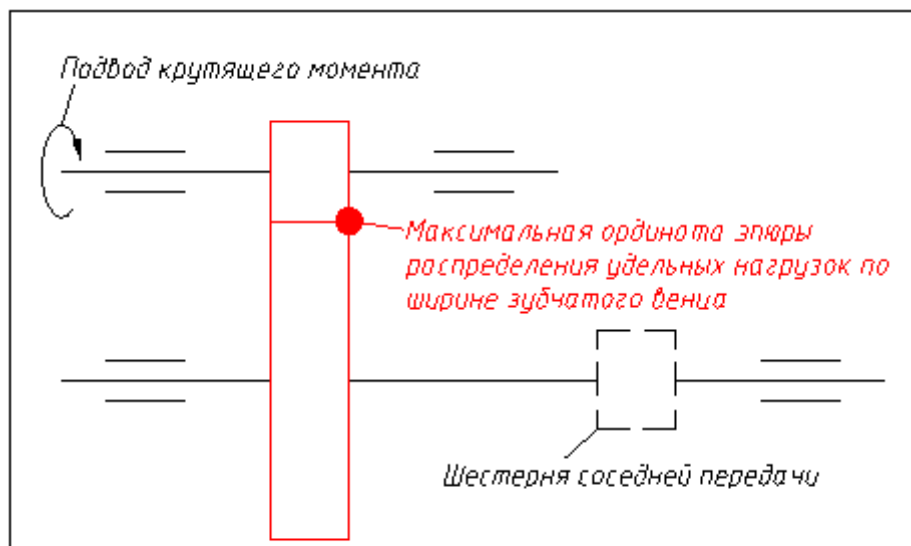 Подвод крутящего момента
Максимальная ордината эпюры
распределения удельных нагрузок по
ширине зубчатого венца
Шестерня соседней передачи